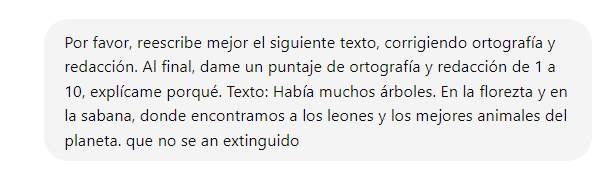 Por favor, reescribe mejor el siguiente texto, corrigiendo ortografía y
redacción. Al final, dame un puntaje de ortografía y redacción de 1 a
10, explícame porqué. Texto: Había muchos árboles. En la florezta y en
la sabana, donde encontramos a los leones y los mejores animales del
planeta. que no se an extinguido